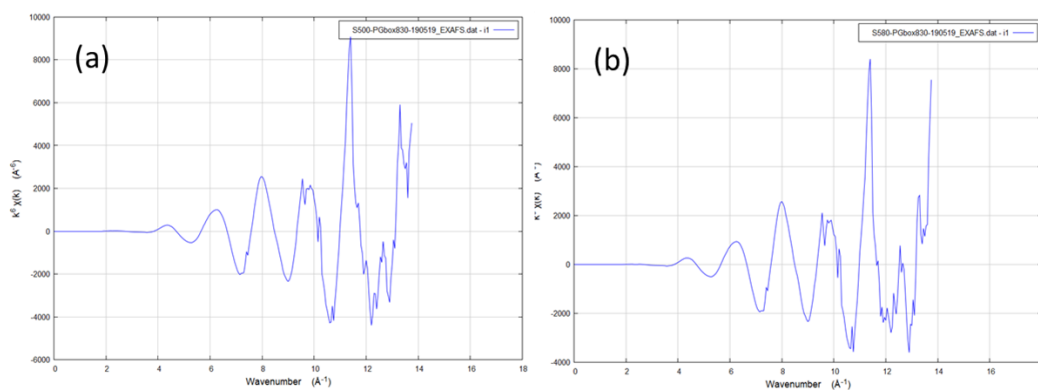 (a)
S500-PGbox830-190519_EXAFS.dat - i1
10000
8000
6000
4000
2000
0
-2000
-4000
-6000
k⁶ χ(k) (A⁻⁶)
0 2 4 6 8 10 12 14 16 18
Wavenumber (Å⁻¹)
(b)
S580-PGbox830-190519_EXAFS.dat - i1
10000
8000
6000
4000
2000
0
-2000
-4000
0 2 4 6 8 10 12 14 16
Wavenumber (Å⁻¹)